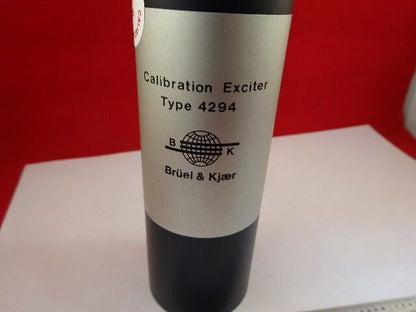 Calibration Exciter
Type 4294
B K
Brüel & Kjær